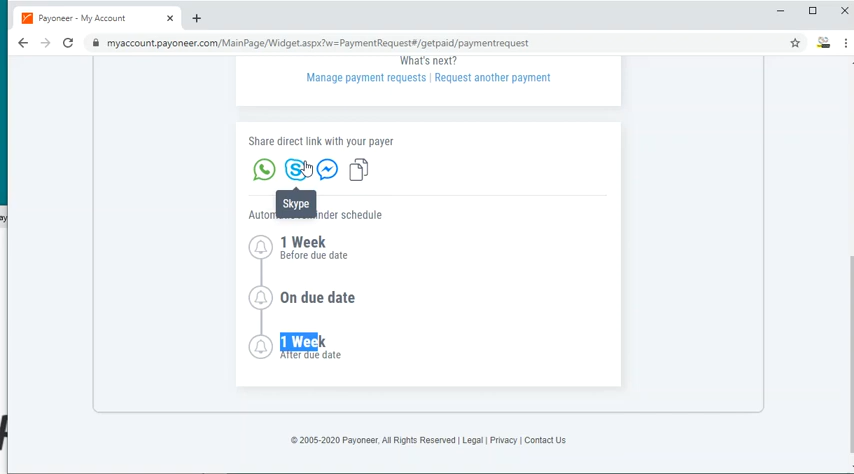 Payoneer - My Account
myaccount.payoneer.com/MainPage/Widget.aspx?w=PaymentRequest#/getpaid/paymentrequest
What's next?
Manage payment requests | Request another payment
Share direct link with your payer
Skype
reminder schedule
1 Week
Before due date
On due date
1 Week
After due date
© 2005-2020 Payoneer, All Rights Reserved | Legal | Privacy | Contact Us